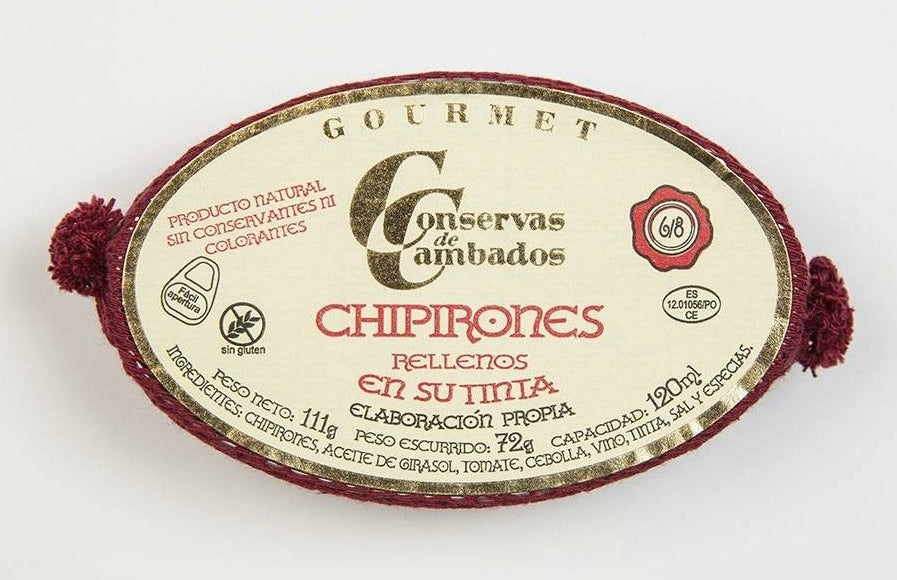 GOURMET
Conservas
de
Cambados
PRODUCTO NATURAL
SIN CONSERVANTES NI
COLORANTES
6/8
Fácil
apertura
sin gluten
ES
12.01056/PO
CE
CHIPIRONES
RELLENOS
EN SU TINTA
ELABORACIÓN PROPIA
PESO NETO: 111g PESO ESCURRIDO: 72g CAPACIDAD: 120ml
INGREDIENTES: CHIPIRONES, ACEITE DE GIRASOL, TOMATE, CEBOLLA, VINO, TINTA, SAL Y ESPECIAS.